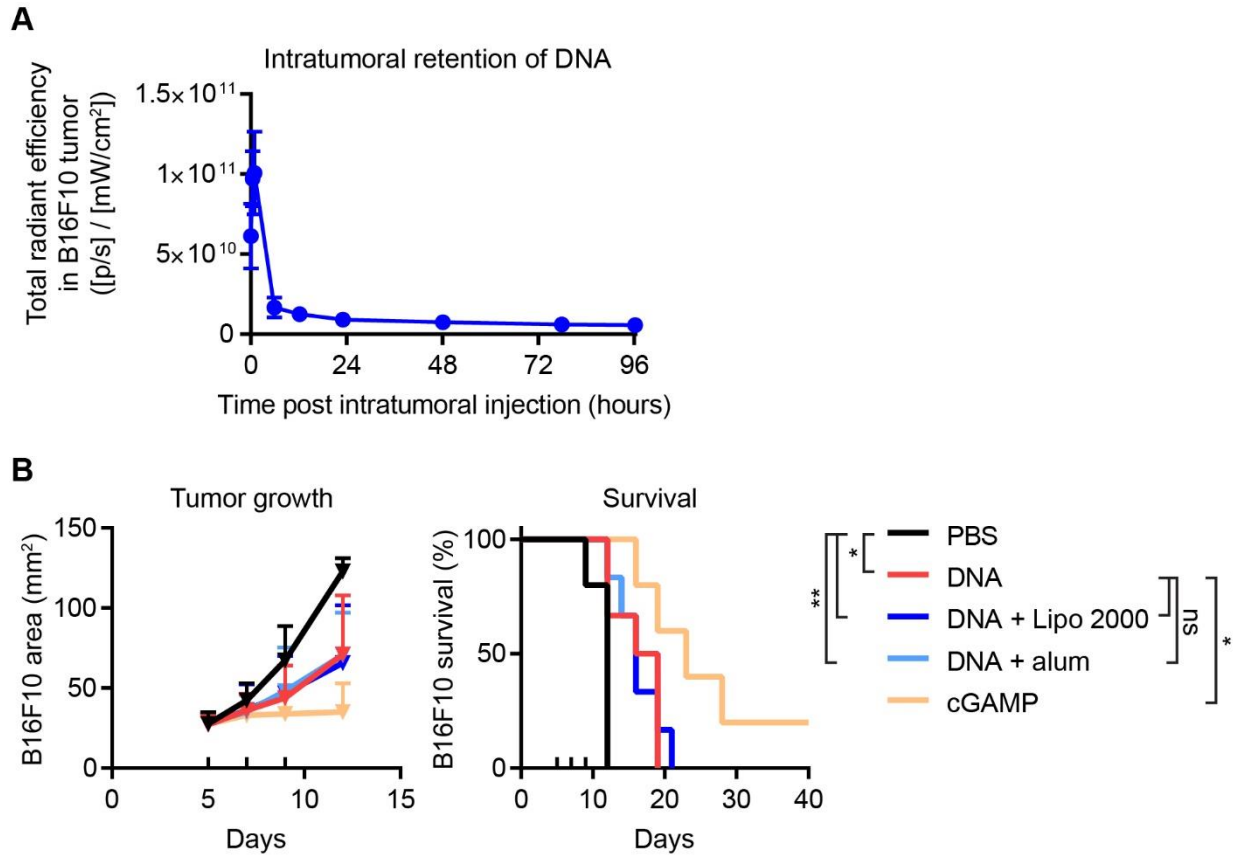 A
Intratumoral retention of DNA
Total radiant efficiency
in B16F10 tumor
([p/s] / [mW/cm²])
1.5× 10¹¹
1× 10¹¹
5× 10¹⁰
0
0 24 48 72 96
Time post intratumoral injection (hours)
B
Tumor growth
B16F10 area (mm²)
150
100
50
0
0 5 10 15
Days
Survival
B16F10 survival (%)
100
50
0
0 10 20 30 40
Days
** *
PBS
DNA
DNA + Lipo 2000
DNA + alum
cGAMP
ns *